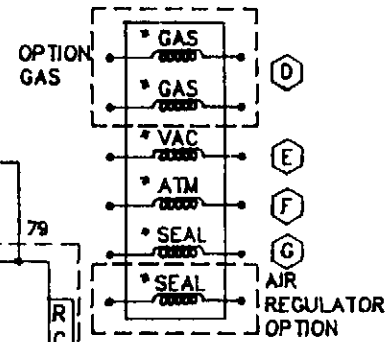 OPTION
GAS
* GAS
* GAS
D
* VAC
E
* ATM
F
79
* SEAL
G
* SEAL
AIR
REGULATOR
OPTION
R
C